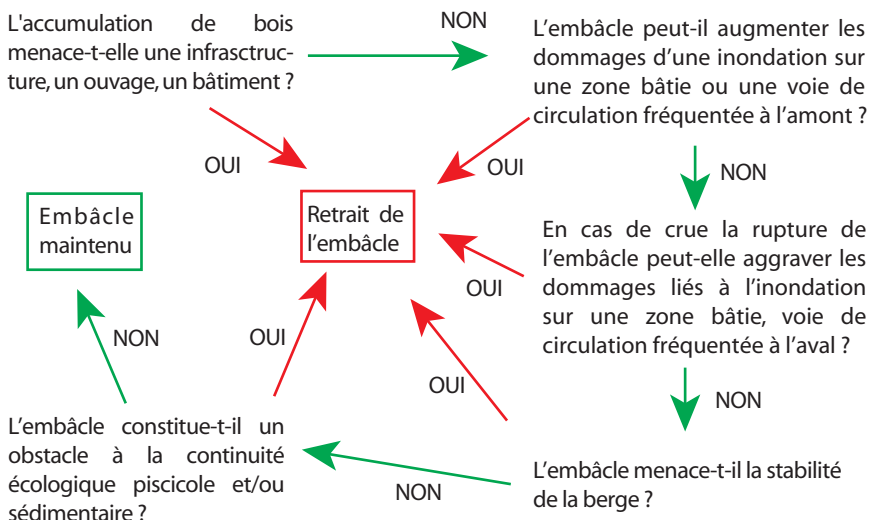 L'accumulation de bois
menace-t-elle une infrasctruc-
ture, un ouvage, un bâtiment ?
NON
L'embâcle peut-il augmenter les
dommages d'une inondation sur
une zone bâtie ou une voie de
circulation fréquentée à l'amont ?
OUI
OUI
NON
Embâcle
maintenu
Retrait de
l'embâcle
En cas de crue la rupture de
l'embâcle peut-elle aggraver les
dommages liés à l'inondation
sur une zone bâtie, voie de
circulation fréquentée à l'aval ?
OUI
NON
OUI
OUI
NON
L'embâcle constitue-t-il un
obstacle à la continuité
écologique piscicole et/ou
sédimentaire ?
NON
L'embâcle menace-t-il la stabilité
de la berge ?